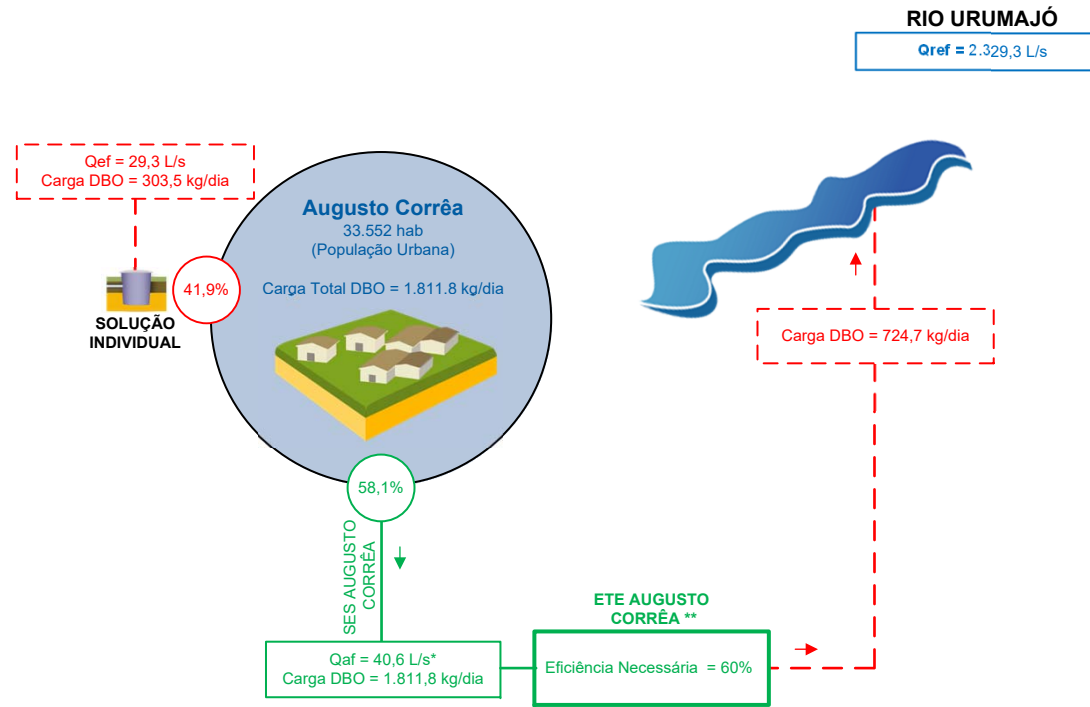 RIO URUMAJÓ
Qref = 2.329,3 L/s
Qef = 29,3 L/s
Carga DBO = 303,5 kg/dia
Augusto Corrêa
33.552 hab
(População Urbana)
Carga Total DBO = 1.811.8 kg/dia
41,9%
SOLUÇÃO
INDIVIDUAL
Carga DBO = 724,7 kg/dia
58,1%
SES AUGUSTO
CORRÊA
ETE AUGUSTO
CORRÊA **
Qaf = 40,6 L/s*
Carga DBO = 1.811,8 kg/dia
Eficiência Necessária = 60%